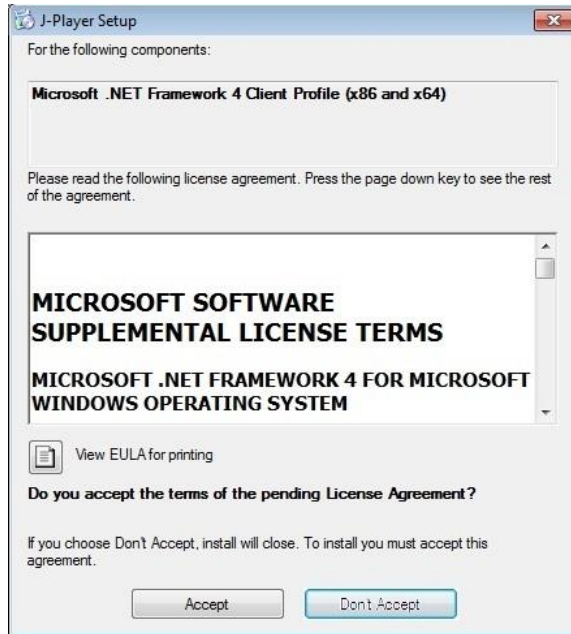 J-Player Setup
For the following components:
Microsoft .NET Framework 4 Client Profile (x86 and x64)
Please read the following license agreement. Press the page down key to see the rest
of the agreement.
MICROSOFT SOFTWARE
SUPPLEMENTAL LICENSE TERMS
MICROSOFT .NET FRAMEWORK 4 FOR MICROSOFT
WINDOWS OPERATING SYSTEM
View EULA for printing
Do you accept the terms of the pending License Agreement?
If you choose Don't Accept, install will close. To install you must accept this
agreement.
Accept Don't Accept